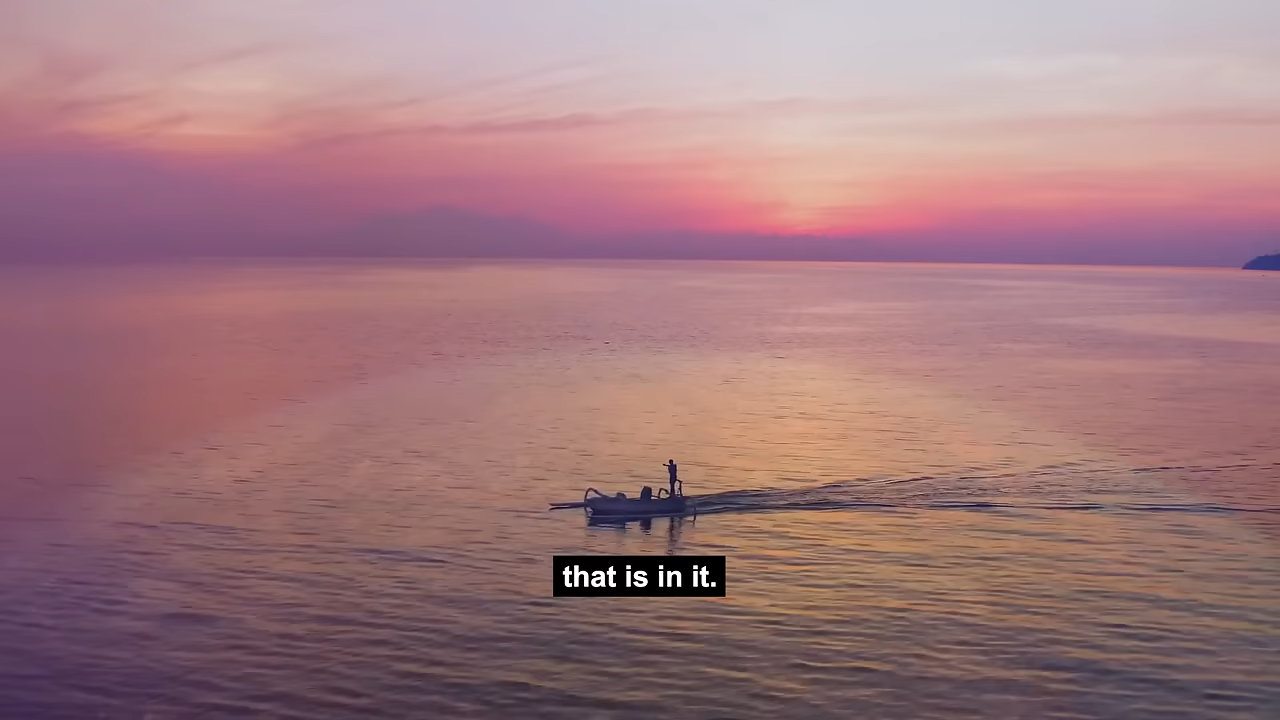 that is in it.